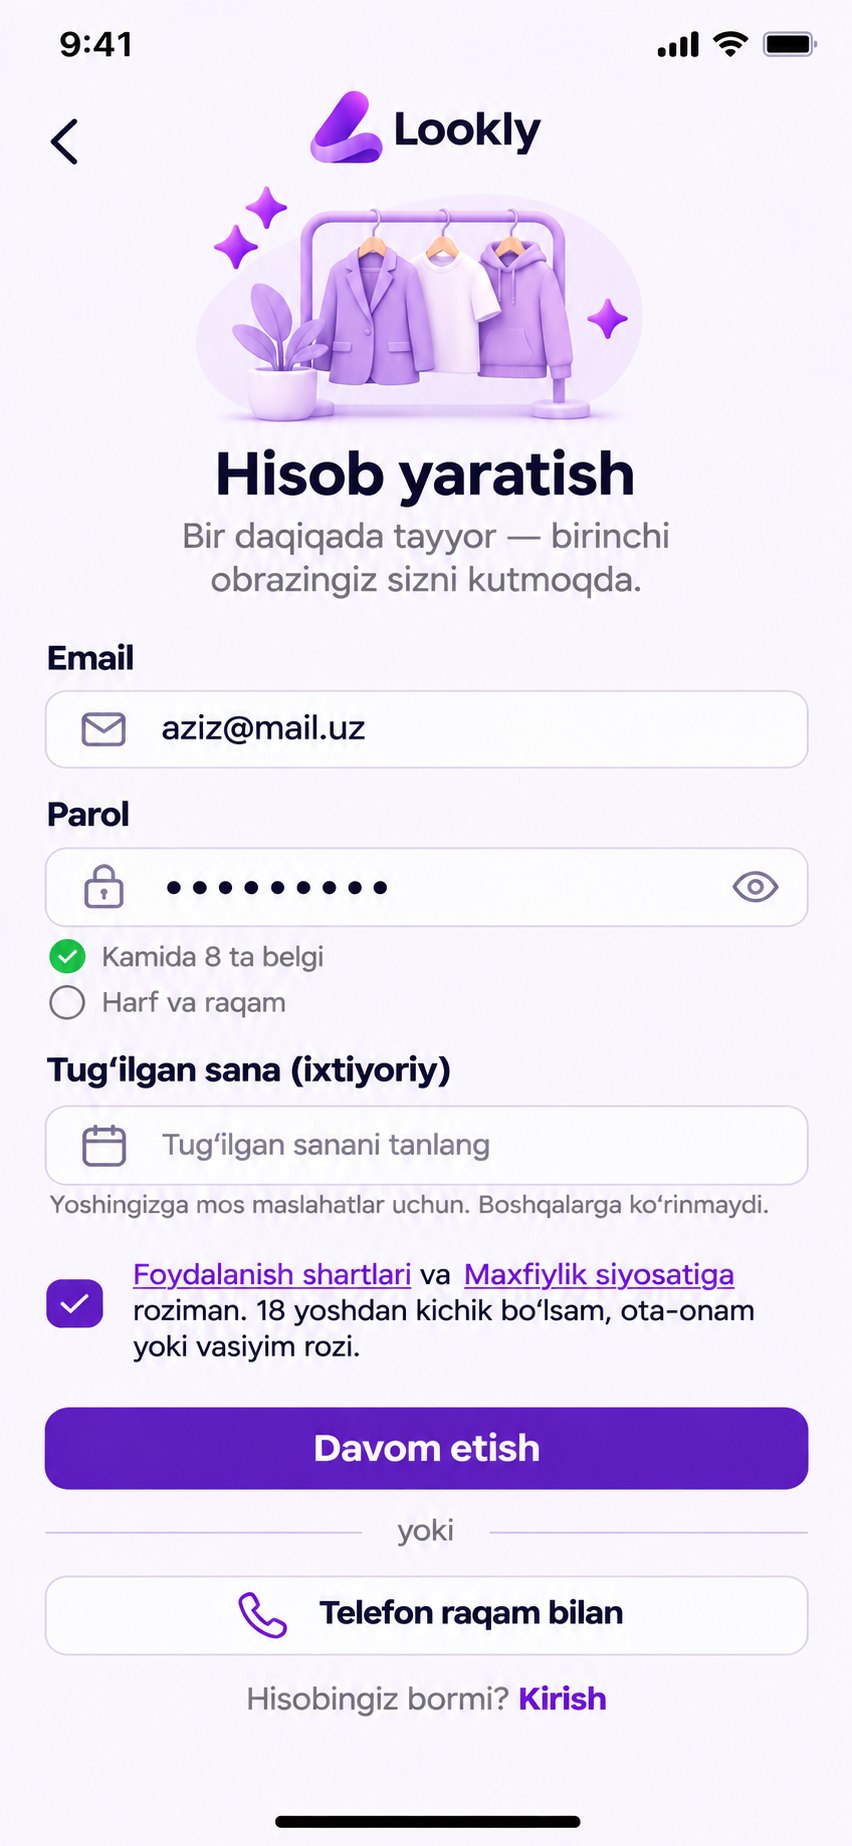 9:41
Lookly
Hisob yaratish
Bir daqiqada tayyor — birinchi
obrazingiz sizni kutmoqda.
Email
aziz@mail.uz
Parol
•••••••••
Kamida 8 ta belgi
Harf va raqam
Tug‘ilgan sana (ixtiyoriy)
Tug‘ilgan sanani tanlang
Yoshingizga mos maslahatlar uchun. Boshqalarga ko‘rinmaydi.
Foydalanish shartlari va Maxfiylik siyosatiga
roziman. 18 yoshdan kichik bo‘lsam, ota-onam
yoki vasiyim rozi.
Davom etish
yoki
Telefon raqam bilan
Hisobingiz bormi? Kirish